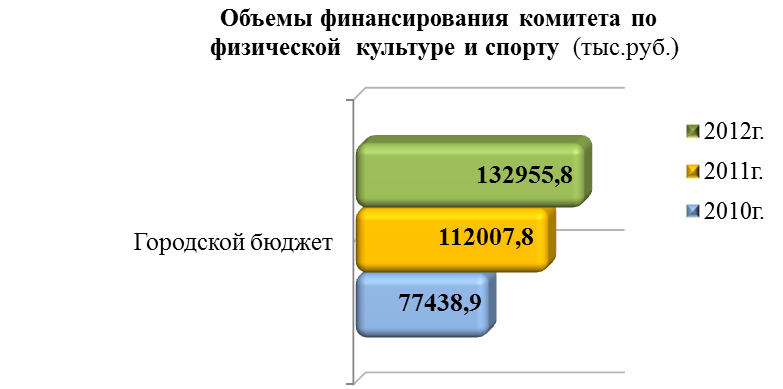 Объемы финансирования комитета по
физической культуре и спорту (тыс.руб.)
132955,8
2012г.
112007,8
2011г.
Городской бюджет
77438,9
2010г.